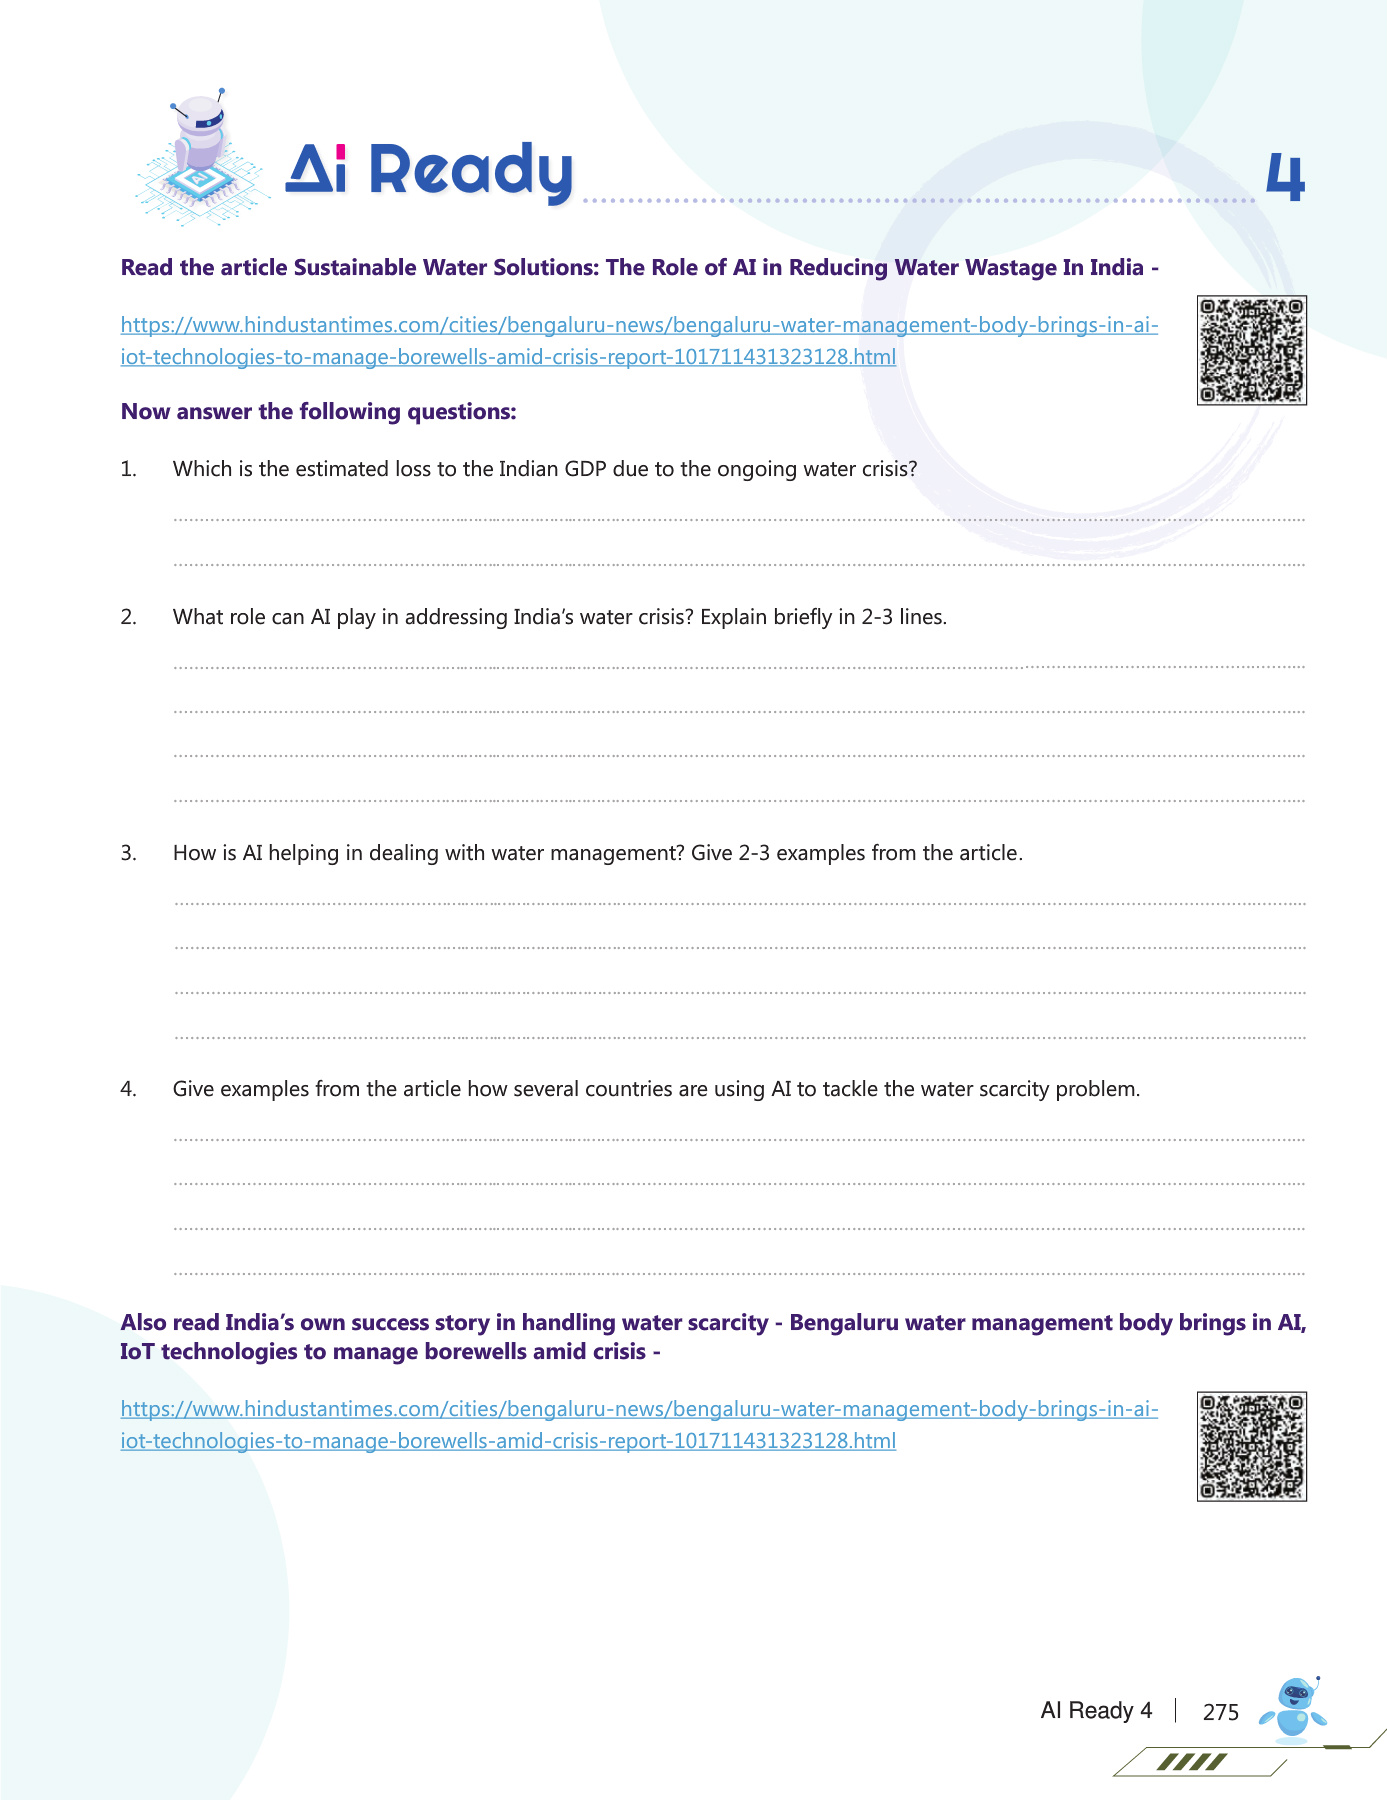 Ai Ready 4
Read the article Sustainable Water Solutions: The Role of AI in Reducing Water Wastage In India -
https://www.hindustantimes.com/cities/bengaluru-news/bengaluru-water-management-body-brings-in-ai-
iot-technologies-to-manage-borewells-amid-crisis-report-101711431323128.html
Now answer the following questions:
1. Which is the estimated loss to the Indian GDP due to the ongoing water crisis?
2. What role can AI play in addressing India’s water crisis? Explain briefly in 2-3 lines.
3. How is AI helping in dealing with water management? Give 2-3 examples from the article.
4. Give examples from the article how several countries are using AI to tackle the water scarcity problem.
Also read India’s own success story in handling water scarcity - Bengaluru water management body brings in AI,
IoT technologies to manage borewells amid crisis -
https://www.hindustantimes.com/cities/bengaluru-news/bengaluru-water-management-body-brings-in-ai-
iot-technologies-to-manage-borewells-amid-crisis-report-101711431323128.html
AI Ready 4 | 275